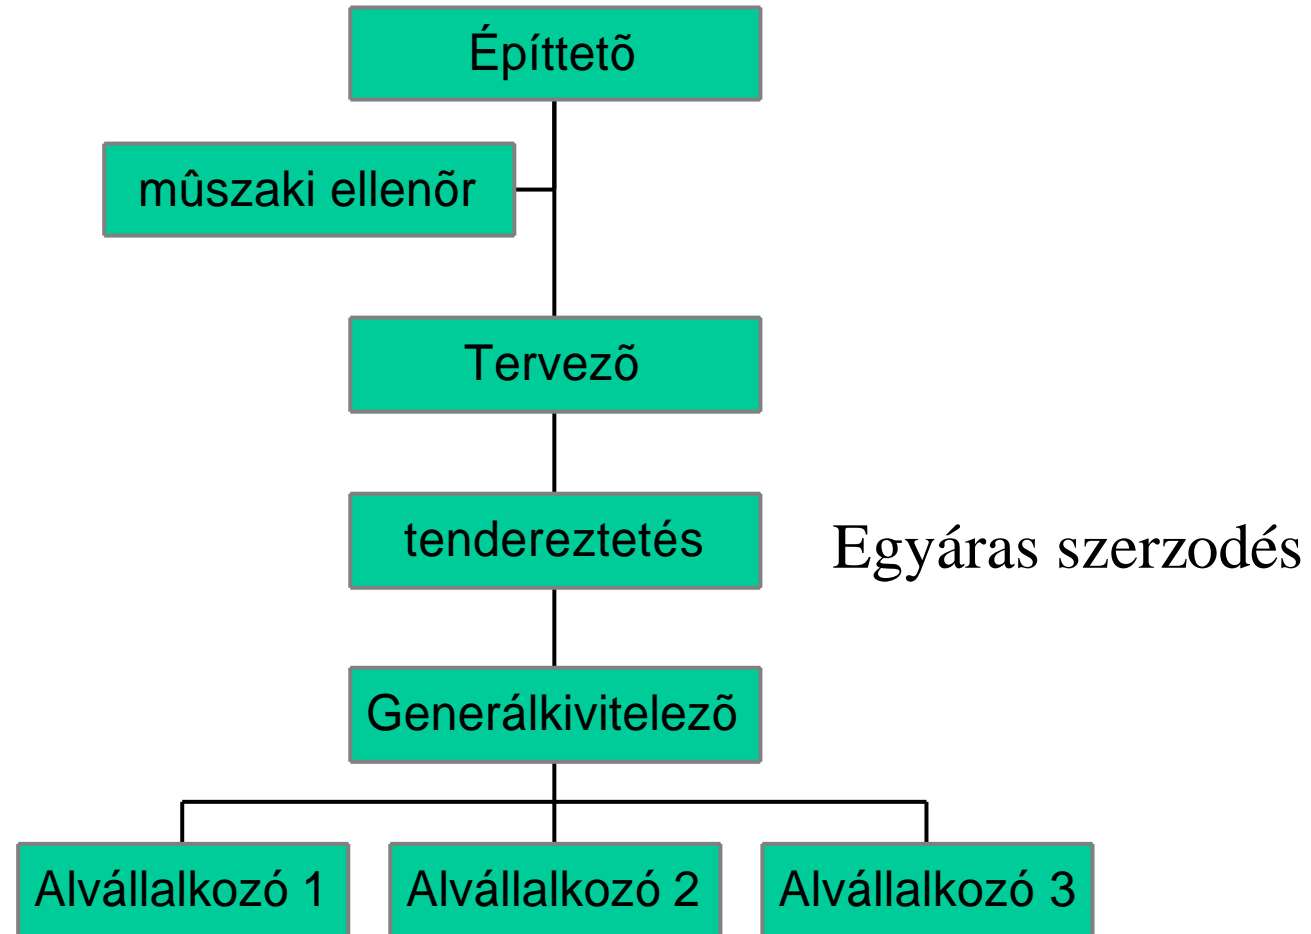 Építtetõ
mûszaki ellenõr
Tervezõ
tendereztetés
Egyáras szerzodés
Generálkivitelezõ
Alvállalkozó 1
Alvállalkozó 2
Alvállalkozó 3